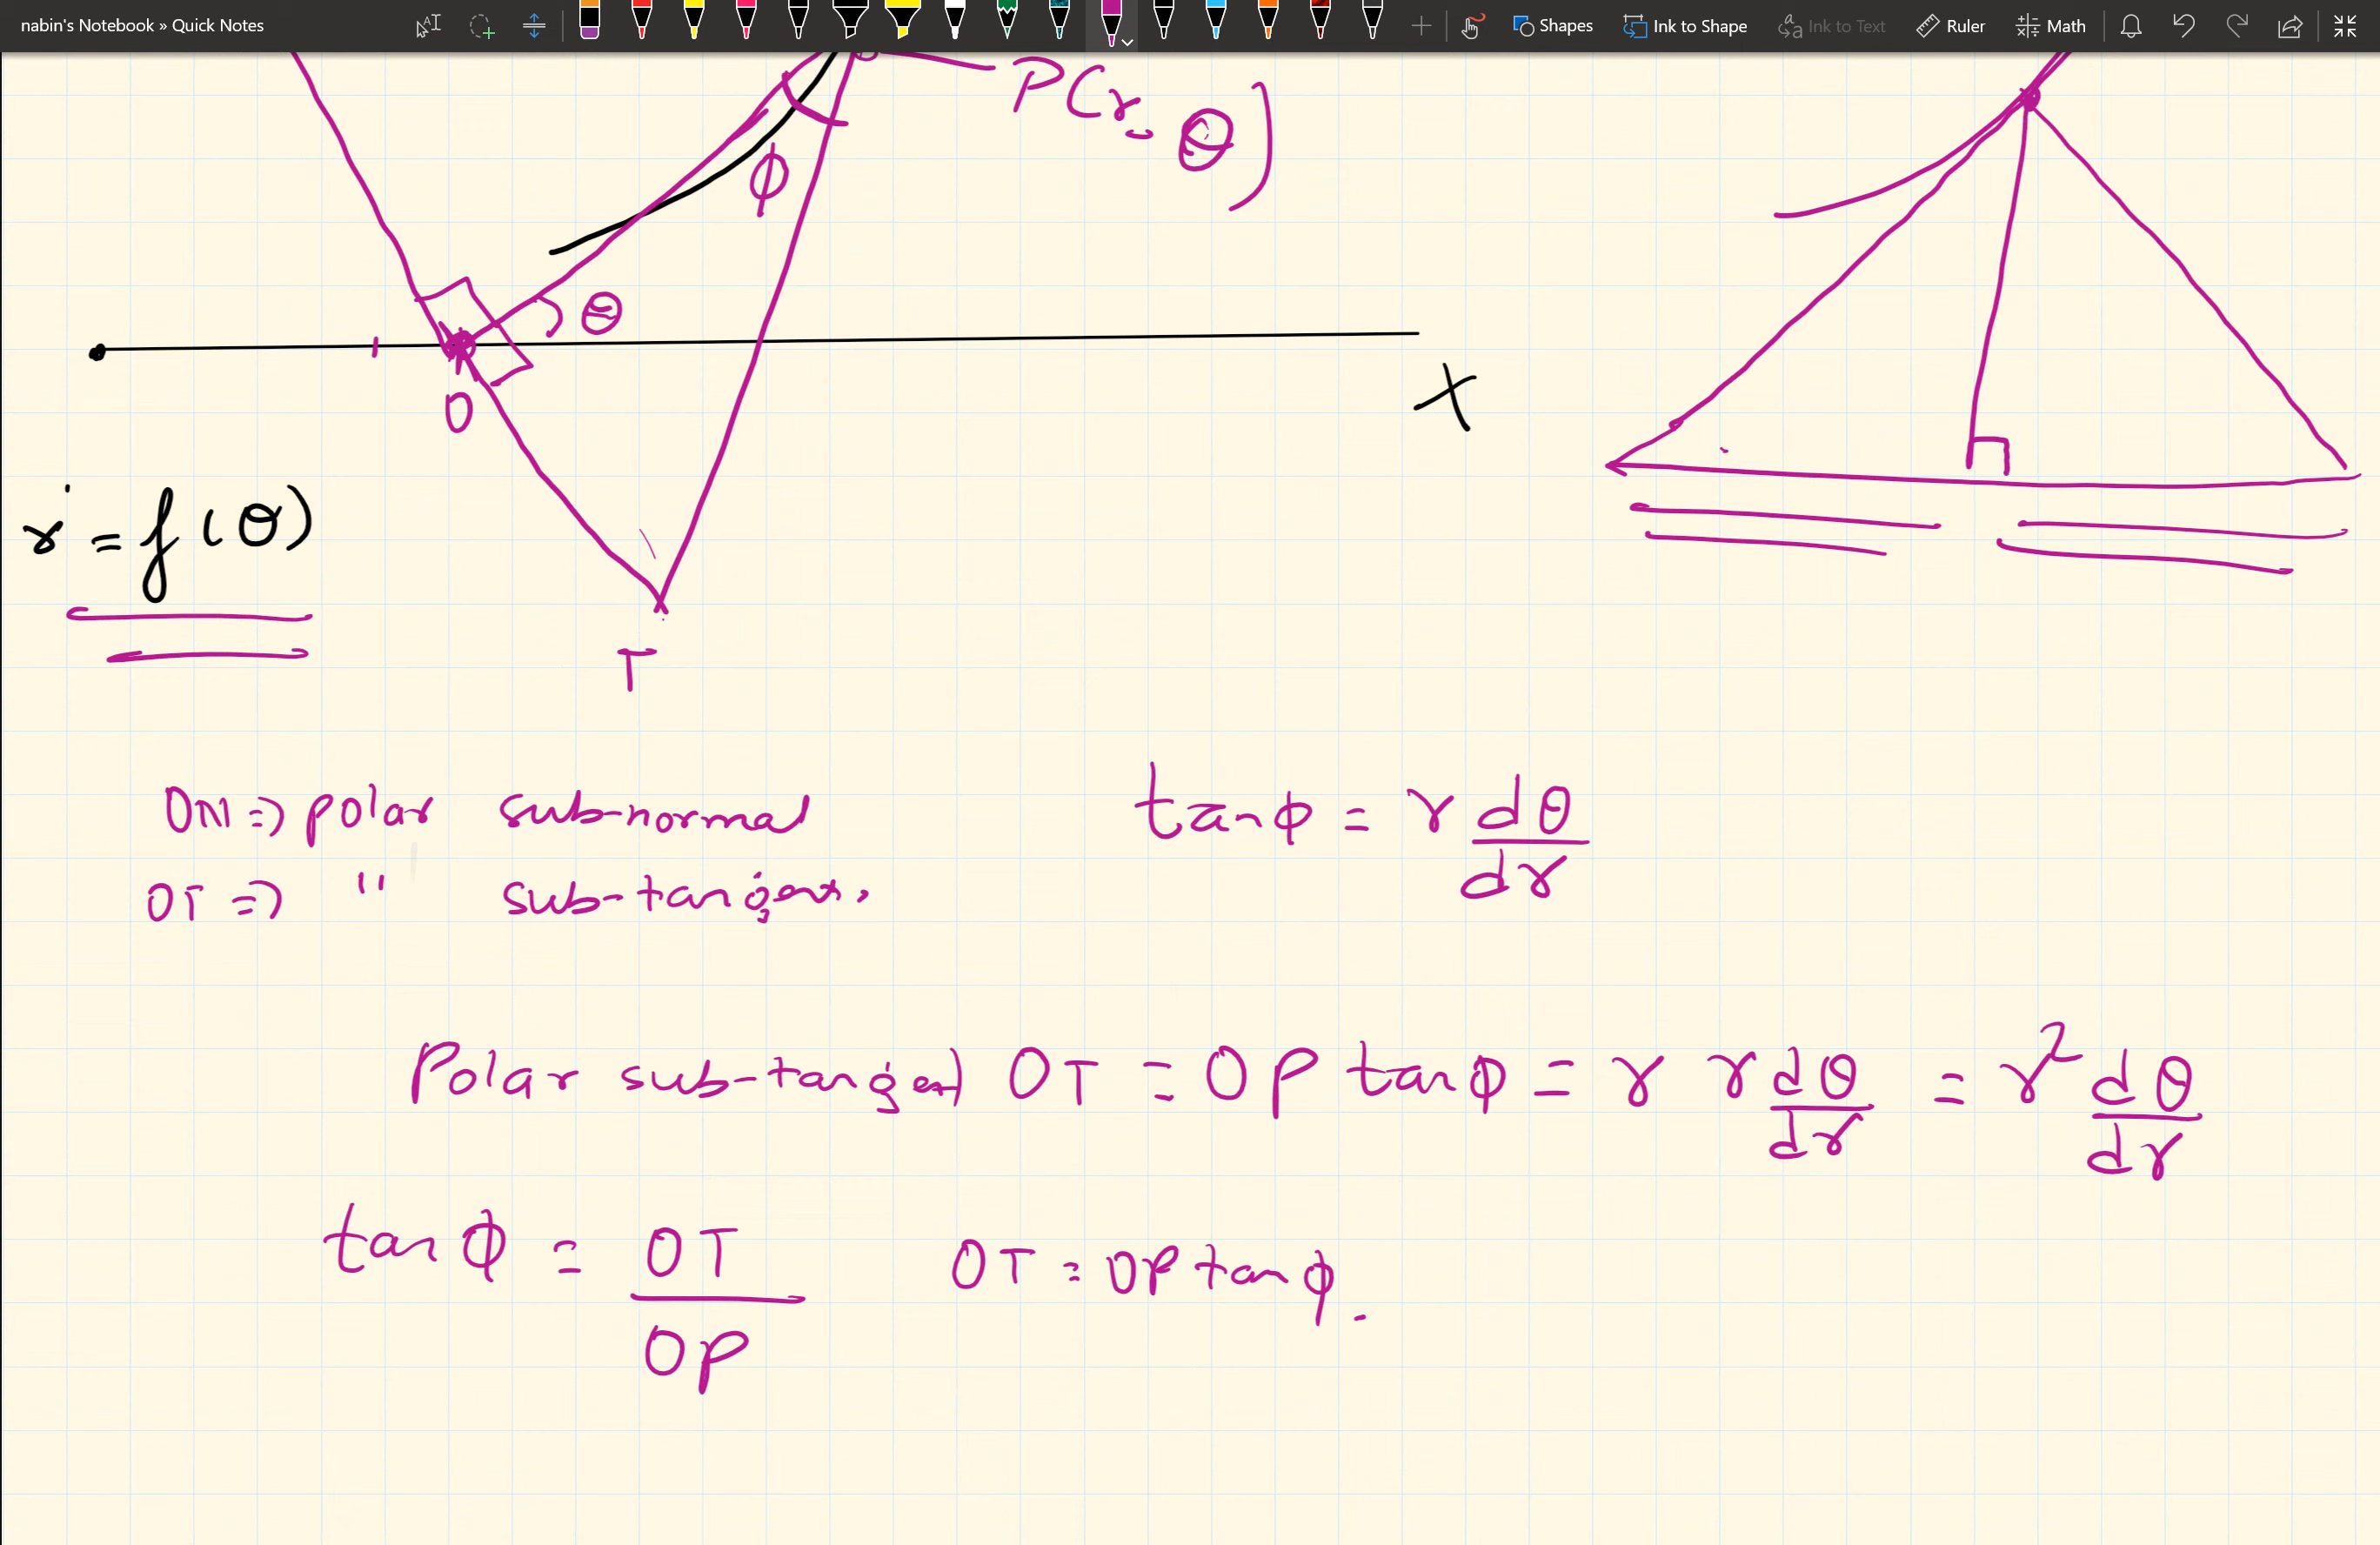 nabin's Notebook » Quick Notes
Shapes Ink to Shape Ink to Text Ruler Math
P(r, θ)
ϕ
θ
O
X
r = f(θ)
T
OM ⇒ polar sub-normal
OT ⇒ " sub-tangent.
tanϕ = r dθ/dr
Polar sub-tangent OT = OP tanϕ = r r dθ/dr = r² dθ/dr
tan ϕ = OT/OP
OT = OP tanϕ.